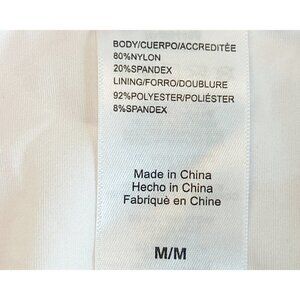 BODY/CUERPO/ACCREDITÉE
80%NYLON
20%SPANDEX
LINING/FORRO/DOUBLURE
92%POLYESTER/POLIÉSTER
8%SPANDEX
Made in China
Hecho in China
Fabriqué en Chine
M/M